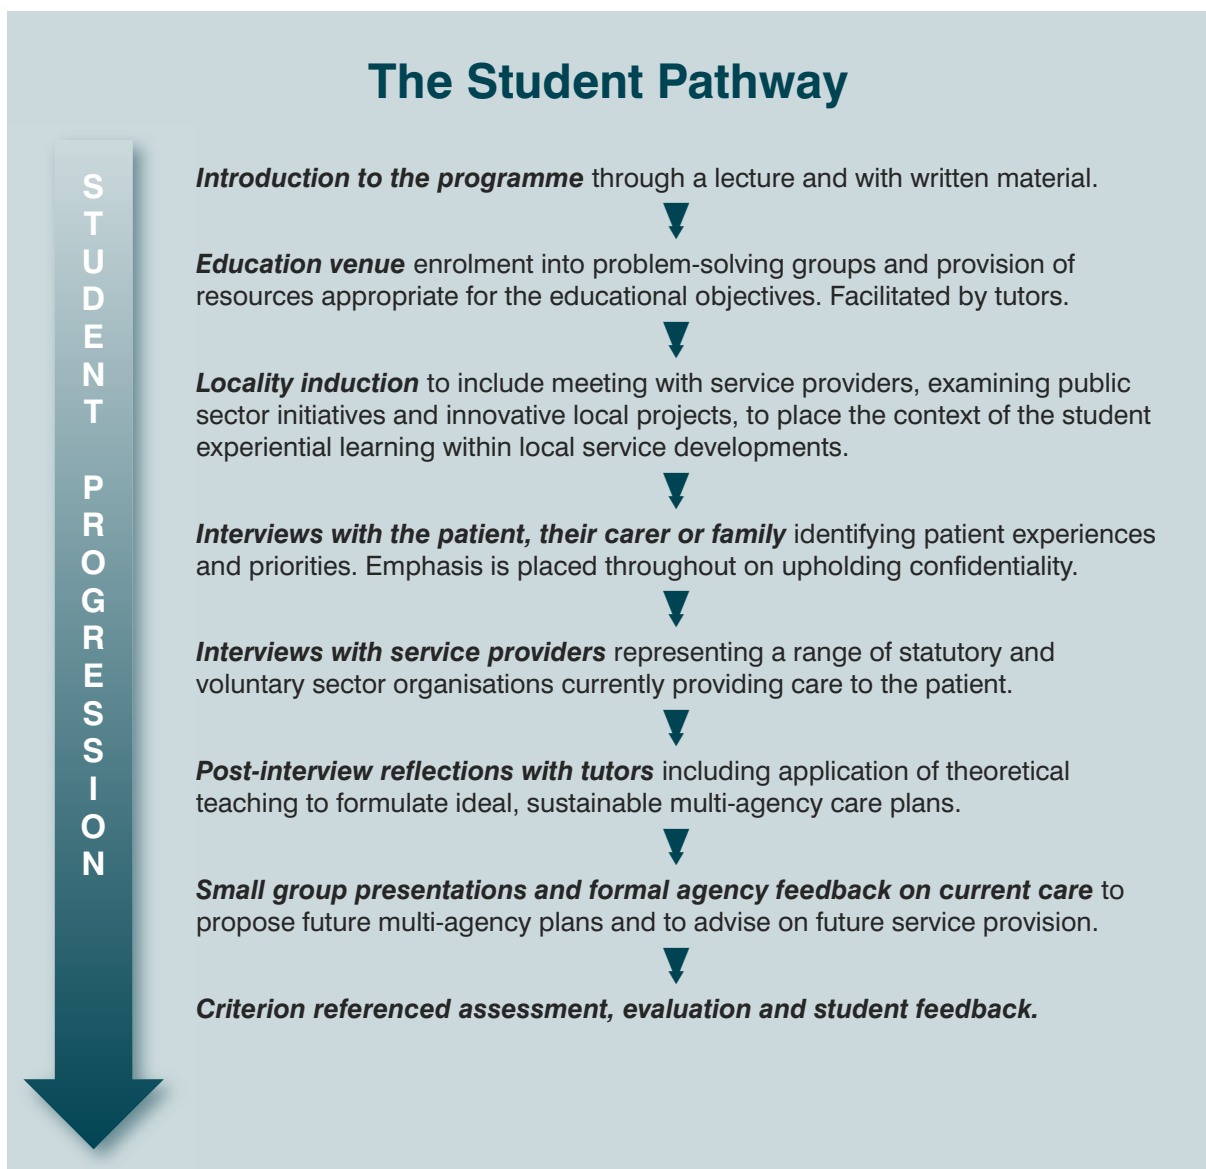 The Student Pathway
STUDENT PROGRESSION
Introduction to the programme through a lecture and with written material.
Education venue enrolment into problem-solving groups and provision of
resources appropriate for the educational objectives. Facilitated by tutors.
Locality induction to include meeting with service providers, examining public
sector initiatives and innovative local projects, to place the context of the student
experiential learning within local service developments.
Interviews with the patient, their carer or family identifying patient experiences
and priorities. Emphasis is placed throughout on upholding confidentiality.
Interviews with service providers representing a range of statutory and
voluntary sector organisations currently providing care to the patient.
Post-interview reflections with tutors including application of theoretical
teaching to formulate ideal, sustainable multi-agency care plans.
Small group presentations and formal agency feedback on current care to
propose future multi-agency plans and to advise on future service provision.
Criterion referenced assessment, evaluation and student feedback.